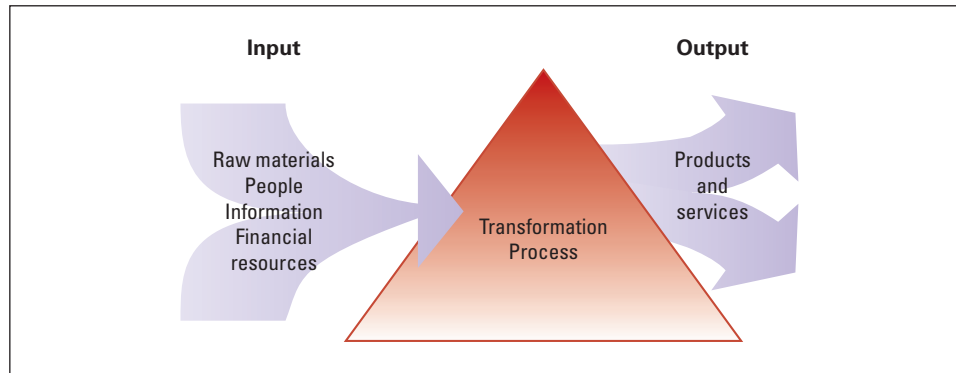 Input
Output
Raw materials
People
Information
Financial
resources
Transformation
Process
Products
and
services